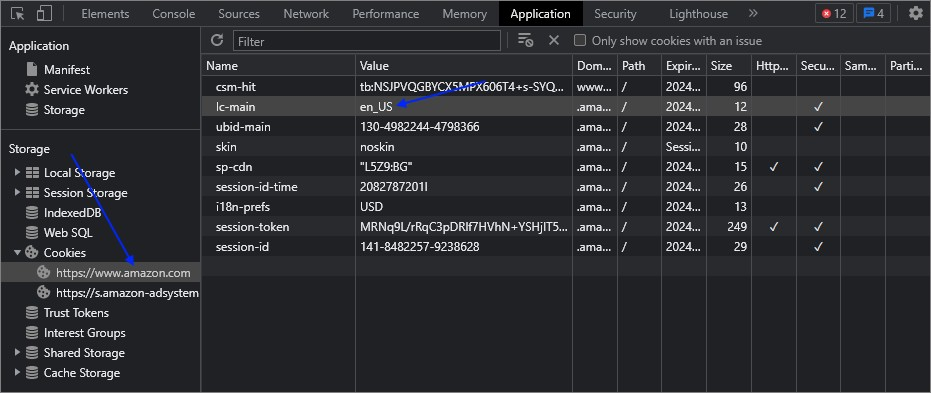 Elements Console Sources Network Performance Memory Application Security Lighthouse » 12 4
Application
Manifest
Service Workers
Storage
Storage
Local Storage
Session Storage
IndexedDB
Web SQL
Cookies
https://www.amazon.com
https://s.amazon-adsystem
Trust Tokens
Interest Groups
Shared Storage
Cache Storage
Filter Only show cookies with an issue
Name Value Dom... Path Expir... Size Http... Secu... Sam... Parti...
csm-hit tb:NSJPVQGBYCX5MPX606T4+s-SYQ... www... / 2024... 96
lc-main en_US .ama... / 2024... 12 ✓
ubid-main 130-4982244-4798366 .ama... / 2024... 28 ✓
skin noskin .ama... / Sessi... 10
sp-cdn "L5Z9:BG" .ama... / 2024... 15 ✓ ✓
session-id-time 2082787201l .ama... / 2024... 26 ✓
i18n-prefs USD .ama... / 2024... 13
session-token MRNq9L/rRqC3pDRlf7HVhN+YSHjIT5... .ama... / 2024... 249 ✓ ✓
session-id 141-8482257-9238628 .ama... / 2024... 29 ✓